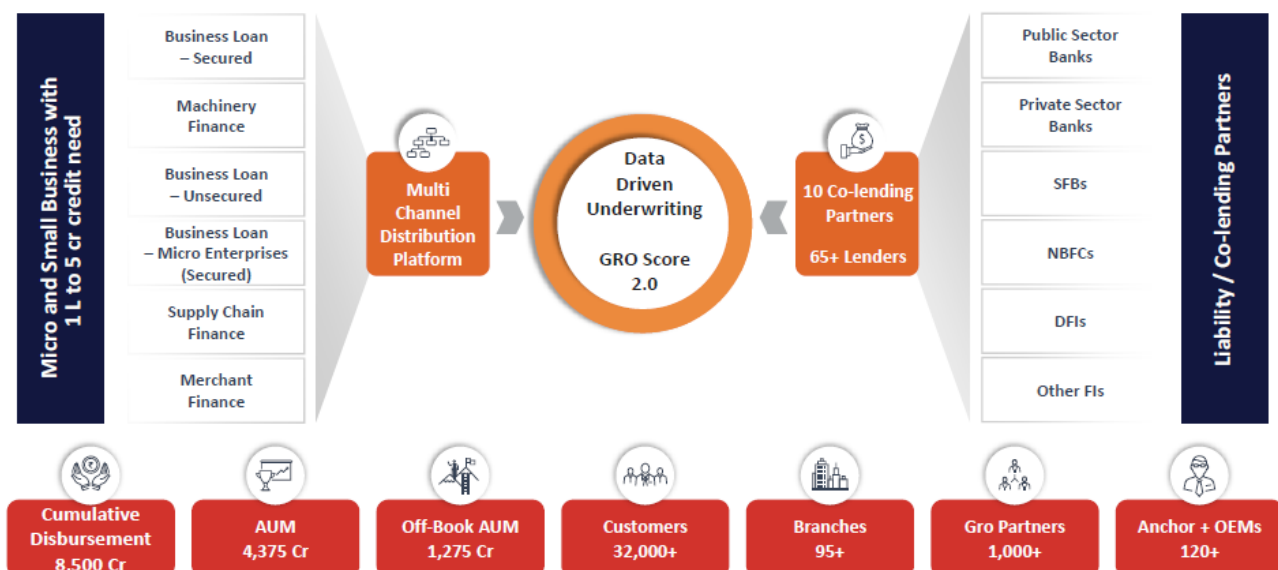 Micro and Small Business with
1 L to 5 cr credit need
Business Loan
– Secured
Machinery
Finance
Business Loan
– Unsecured
Business Loan
– Micro Enterprises
(Secured)
Supply Chain
Finance
Merchant
Finance
Multi
Channel
Distribution
Platform
Data
Driven
Underwriting
GRO Score
2.0
10 Co-lending
Partners
65+ Lenders
Public Sector
Banks
Private Sector
Banks
SFBs
NBFCs
DFIs
Other FIs
Liability / Co-lending Partners
Cumulative
Disbursement
8,500 Cr
AUM
4,375 Cr
Off-Book AUM
1,275 Cr
Customers
32,000+
Branches
95+
Gro Partners
1,000+
Anchor + OEMs
120+